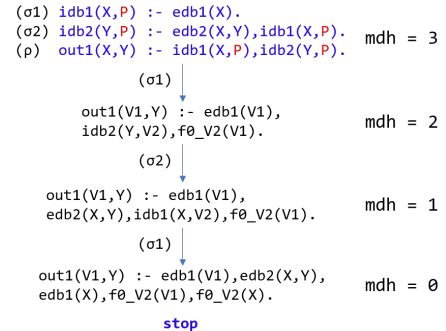 (σ1) idb1(X,P) :- edb1(X).
(σ2) idb2(Y,P) :- edb2(X,Y),idb1(X,P).
(ρ) out1(X,Y) :- idb1(X,P),idb2(Y,P).
mdh = 3
(σ1)
out1(V1,Y) :- edb1(V1),
idb2(Y,V2),f0_V2(V1).
mdh = 2
(σ2)
out1(V1,Y) :- edb1(V1),
edb2(X,Y),idb1(X,V2),f0_V2(V1).
mdh = 1
(σ1)
out1(V1,Y) :- edb1(V1),edb2(X,Y),
edb1(X),f0_V2(V1),f0_V2(X).
mdh = 0
stop